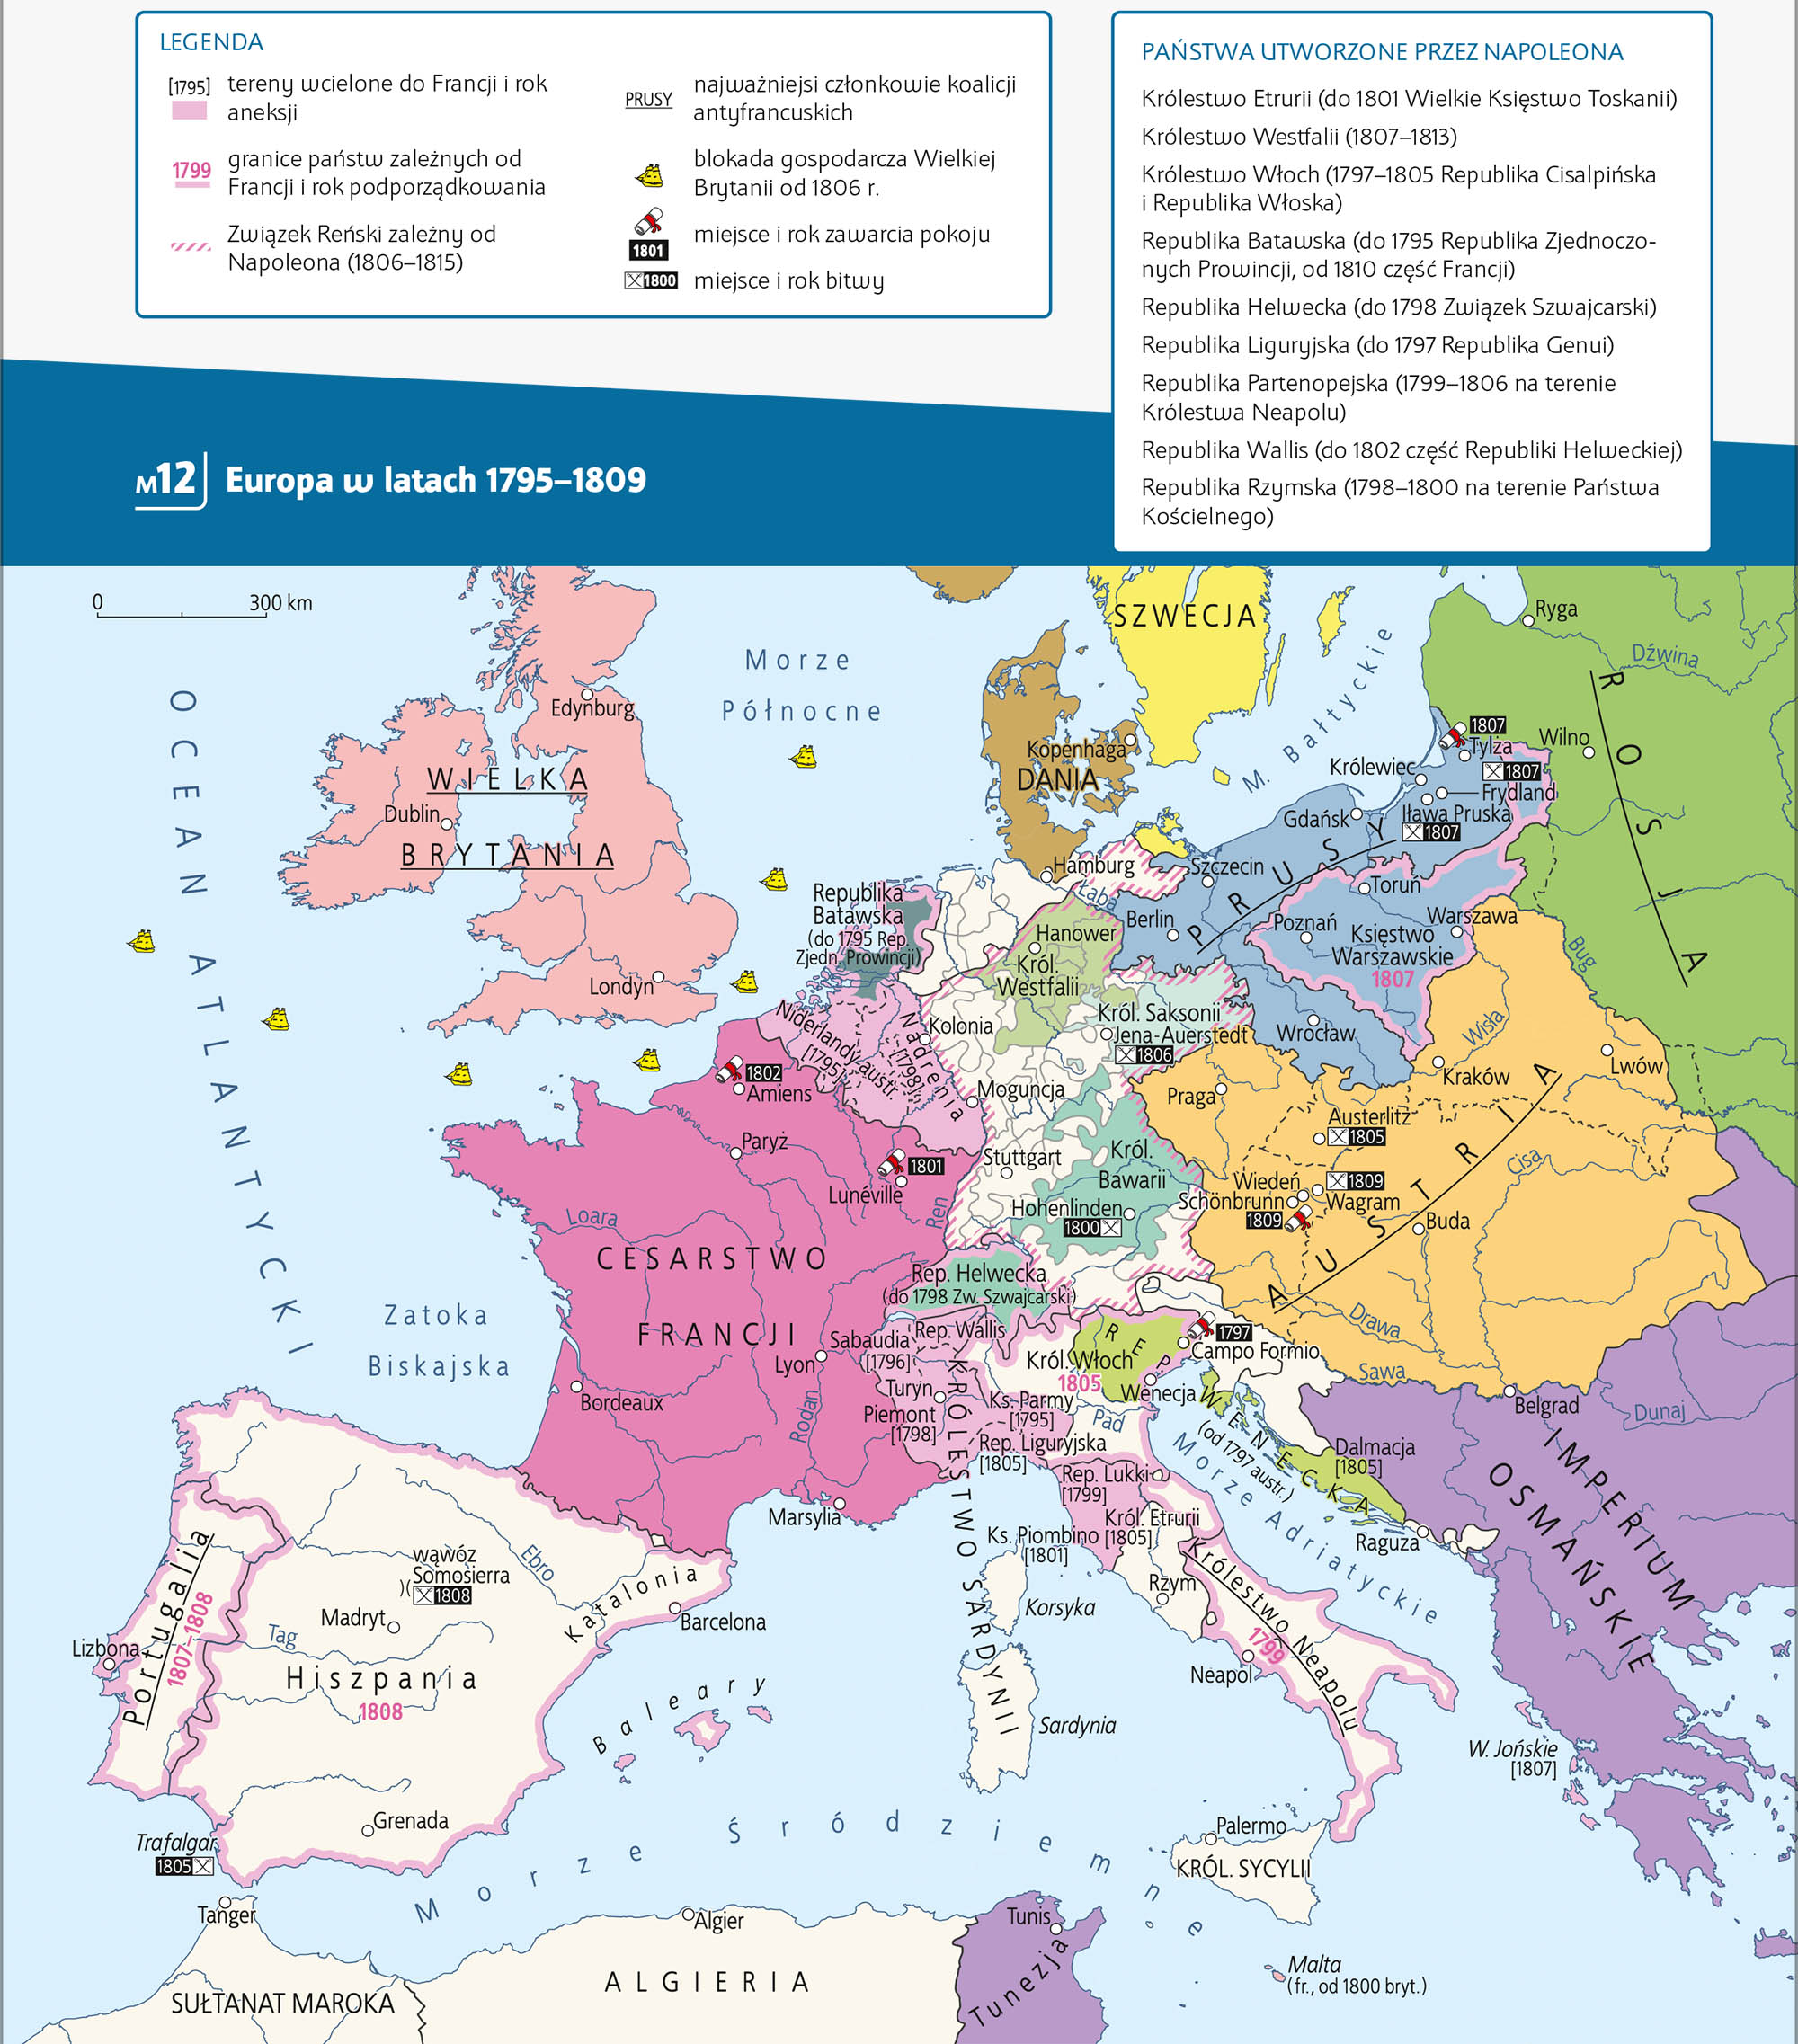 LEGENDA
[1795] tereny wcielone do Francji i rok
aneksji
1799 granice państw zależnych od
Francji i rok podporządkowania
Związek Reński zależny od
Napoleona (1806–1815)
PRUSY najważniejsi członkowie koalicji
antyfrancuskich
blokada gospodarcza Wielkiej
Brytanii od 1806 r.
1801 miejsce i rok zawarcia pokoju
1800 miejsce i rok bitwy
PAŃSTWA UTWORZONE PRZEZ NAPOLEONA
Królestwo Etrurii (do 1801 Wielkie Księstwo Toskanii)
Królestwo Westfalii (1807–1813)
Królestwo Włoch (1797–1805 Republika Cisalpińska
i Republika Włoska)
Republika Batawska (do 1795 Republika Zjednoczo-
nych Prowincji, od 1810 część Francji)
Republika Helwecka (do 1798 Związek Szwajcarski)
Republika Liguryjska (do 1797 Republika Genui)
Republika Partenopejska (1799–1806 na terenie
Królestwa Neapolu)
Republika Wallis (do 1802 część Republiki Helweckiej)
Republika Rzymska (1798–1800 na terenie Państwa
Kościelnego)
M12 Europa w latach 1795–1809
0 300 km
OCEAN ATLANTYCKI
Morze
Północne
M. Bałtyckie
SZWECJA
Ryga
Dźwina
ROSJA
Edynburg
WIELKA
BRYTANIA
Dublin
Londyn
Kopenhaga
DANIA
1807
Tylża
Wilno
Królewiec
1807
Frydland
Iława Pruska
1807
Gdańsk
PRUSY
Hamburg
Łaba
Szczecin
Toruń
Berlin
Poznań
Warszawa
Księstwo
Warszawskie
1807
Bug
Republika
Batawska
(do 1795 Rep.
Zjedn. Prowincji)
Hanower
Król.
Westfalii
Niderlandy austr.
[1795]
Nadrenia
[1798]
Kolonia
Król. Saksonii
Jena-Auerstedt
1806
Wrocław
Wisła
Kraków
Lwów
1802
Amiens
Moguncja
Praga
Austerlitz
1805
AUSTRIA
Paryż
1801
Lunéville
Stuttgart
Król.
Bawarii
Hohenlinden
1800
Wiedeń
Schönbrunn
1809
1809
Wagram
Cisa
Buda
Loara
Ren
CESARSTWO
FRANCJI
Rep. Helwecka
(do 1798 Zw. Szwajcarski)
Drawa
Zatoka
Biskajska
Sabaudia
[1796]
Rep. Wallis
Lyon
REP. WENECKA
(od 1797 austr.)
1797
Campo Formio
Król. Włoch
1805
Wenecja
Sawa
Belgrad
Dunaj
Bordeaux
Rodan
Turyn
Piemont
[1798]
Ks. Parmy
[1795]
Pad
Rep. Liguryjska
[1805]
KRÓLESTWO SARDYNII
Morze Adriatyckie
Dalmacja
[1805]
IMPERIUM
OSMAŃSKIE
Marsylia
Rep. Lukki
[1799]
Król. Etrurii
Ks. Piombino [1805]
[1801]
Raguza
wąwóz
Somosierra
1808
Ebro
Katalonia
Portugalia
1807–1808
Madryt
Barcelona
Korsyka
Rzym
Królestwo Neapolu
1799
Lizbona
Tag
Hiszpania
1808
Neapol
Baleary
Sardynia
W. Jońskie
[1807]
Grenada
Trafalgar
1805
Morze Śródziemne
Palermo
KRÓL. SYCYLII
Tanger
Algier
Tunis
SUŁTANAT MAROKA
ALGIERIA
Tunezja
Malta
(fr., od 1800 bryt.)